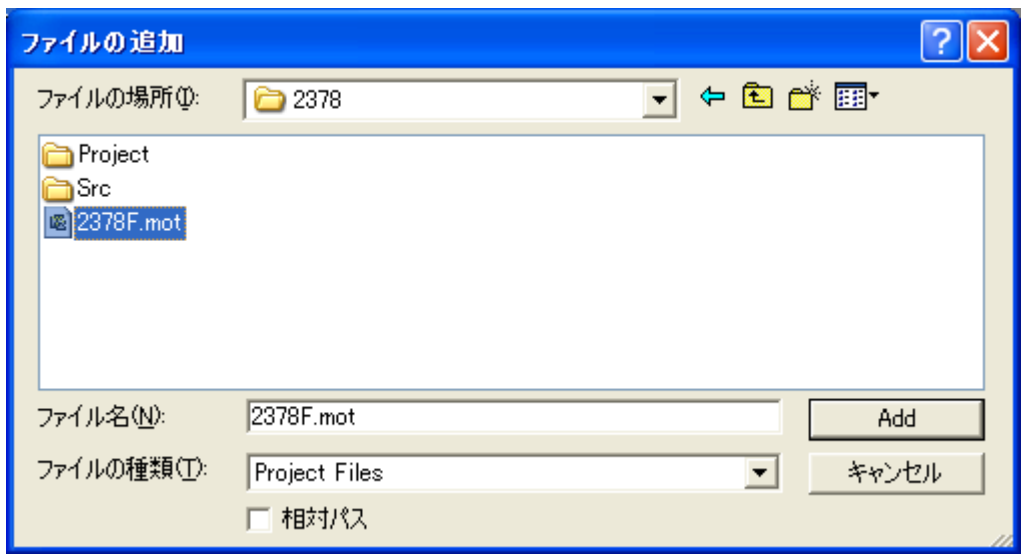 ファイルの追加
ファイルの場所(I): 2378
Project
Src
2378F.mot
ファイル名(N): 2378F.mot Add
ファイルの種類(T): Project Files キャンセル
相対パス